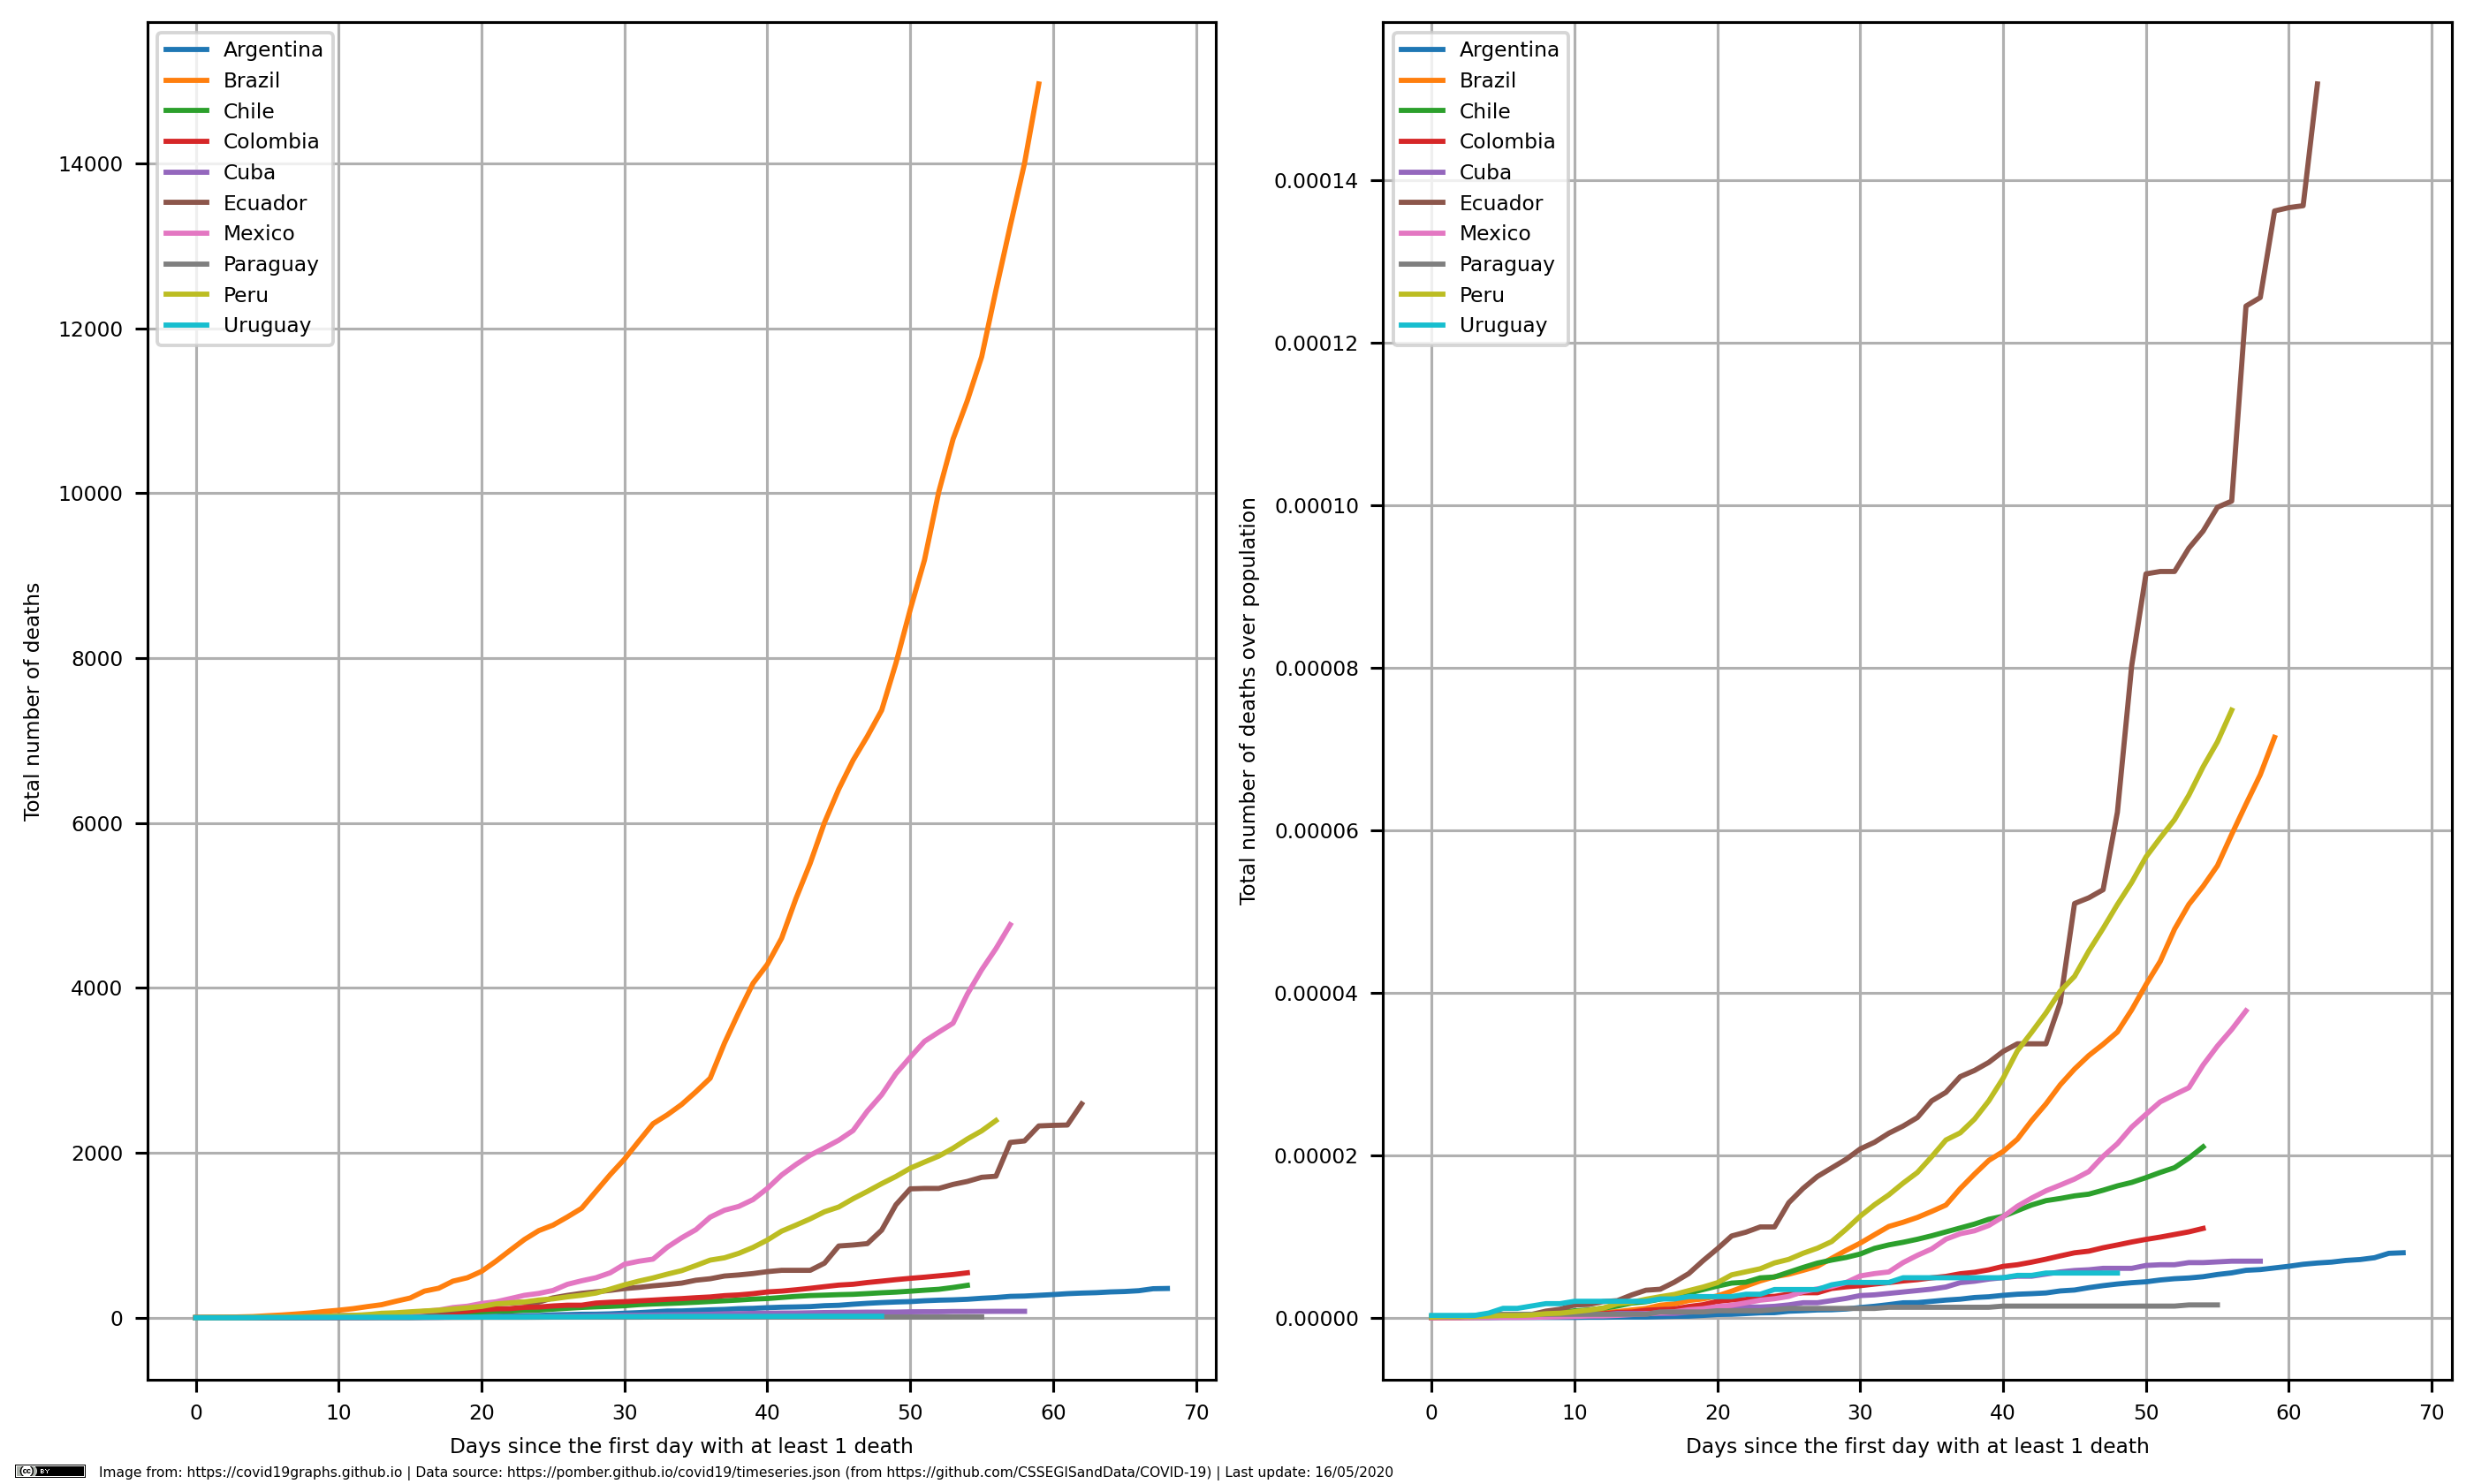 Argentina
Brazil
Chile
Colombia
Cuba
Ecuador
Mexico
Paraguay
Peru
Uruguay
14000
12000
10000
8000
6000
4000
2000
0
Total number of deaths
0 10 20 30 40 50 60 70
Days since the first day with at least 1 death
Argentina
Brazil
Chile
Colombia
Cuba
Ecuador
Mexico
Paraguay
Peru
Uruguay
0.00014
0.00012
0.00010
0.00008
0.00006
0.00004
0.00002
0.00000
Total number of deaths over population
0 10 20 30 40 50 60 70
Days since the first day with at least 1 death
(cc) BY Image from: https://covid19graphs.github.io | Data source: https://pomber.github.io/covid19/timeseries.json (from https://github.com/CSSEGISandData/COVID-19) | Last update: 16/05/2020